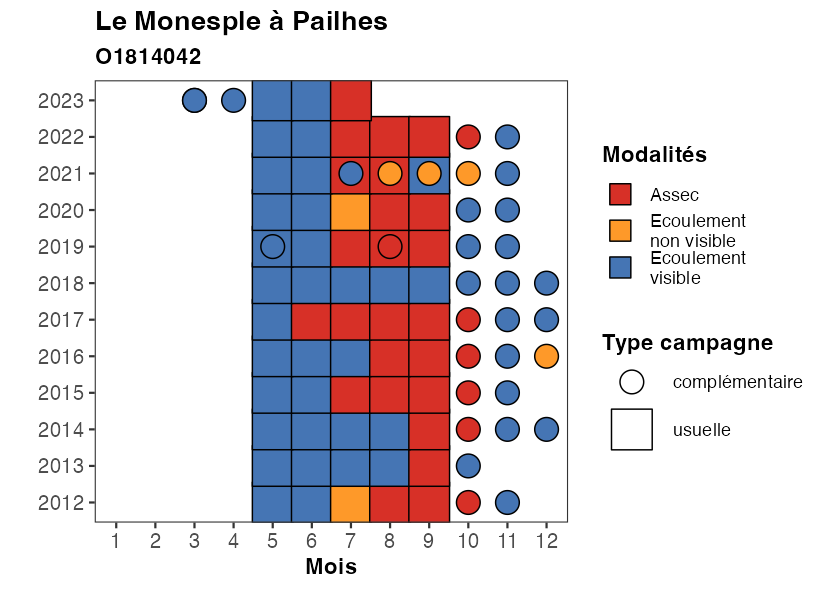 Le Monesple à Pailhes
O1814042
2023
2022
2021
2020
2019
2018
2017
2016
2015
2014
2013
2012
1 2 3 4 5 6 7 8 9 10 11 12
Mois
Modalités
Assec
Ecoulement
non visible
Ecoulement
visible
Type campagne
complémentaire
usuelle